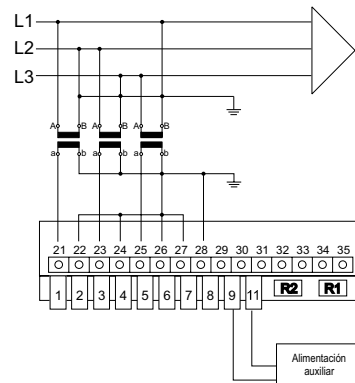 L1
L2
L3
A B A B A B
a b a b a b
21 22 23 24 25 26 27 28 29 30 31 32 33 34 35
1 2 3 4 5 6 7 8 9 11 R2 R1
Alimentación
auxiliar